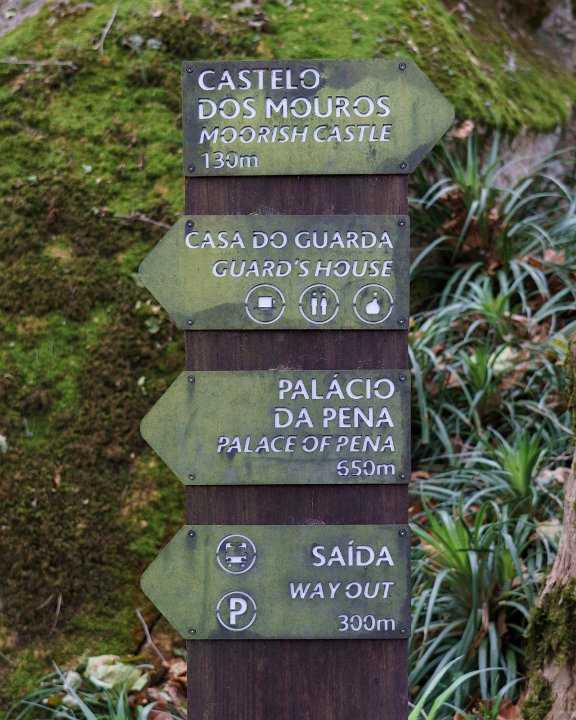 CASTELO
DOS MOUROS
MOORISH CASTLE
130m
CASA DO GUARDA
GUARD'S HOUSE
PALÁCIO
DA PENA
PALACE OF PENA
650m
SAÍDA
WAY OUT
P
300m